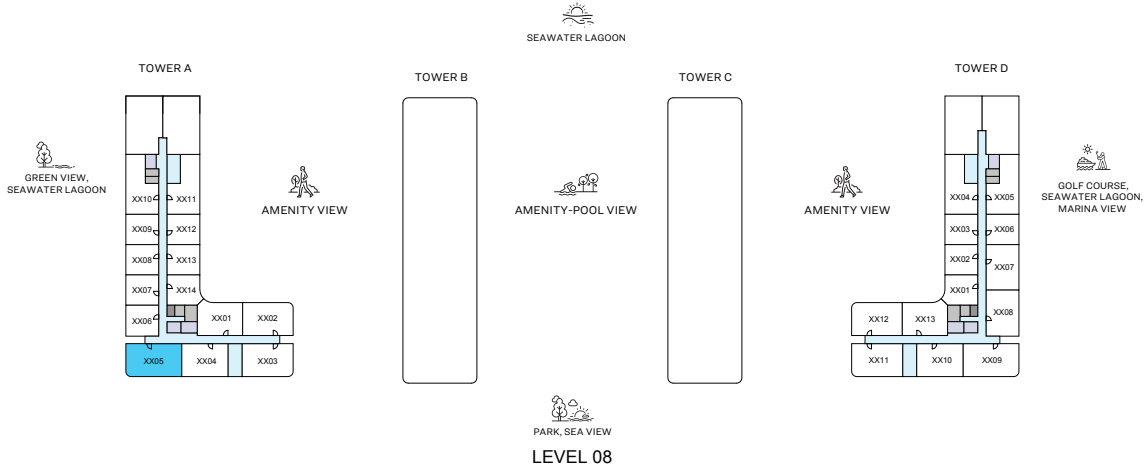 SEAWATER LAGOON
TOWER A
TOWER B
TOWER C
TOWER D
GREEN VIEW,
SEAWATER LAGOON
AMENITY VIEW
AMENITY-POOL VIEW
AMENITY VIEW
GOLF COURSE,
SEAWATER LAGOON,
MARINA VIEW
XX10 XX11
XX09 XX12
XX08 XX13
XX07 XX14
XX06 XX01 XX02
XX05 XX04 XX03
XX04 XX05
XX03 XX06
XX02 XX07
XX01
XX12 XX13 XX08
XX11 XX10 XX09
PARK, SEA VIEW
LEVEL 08